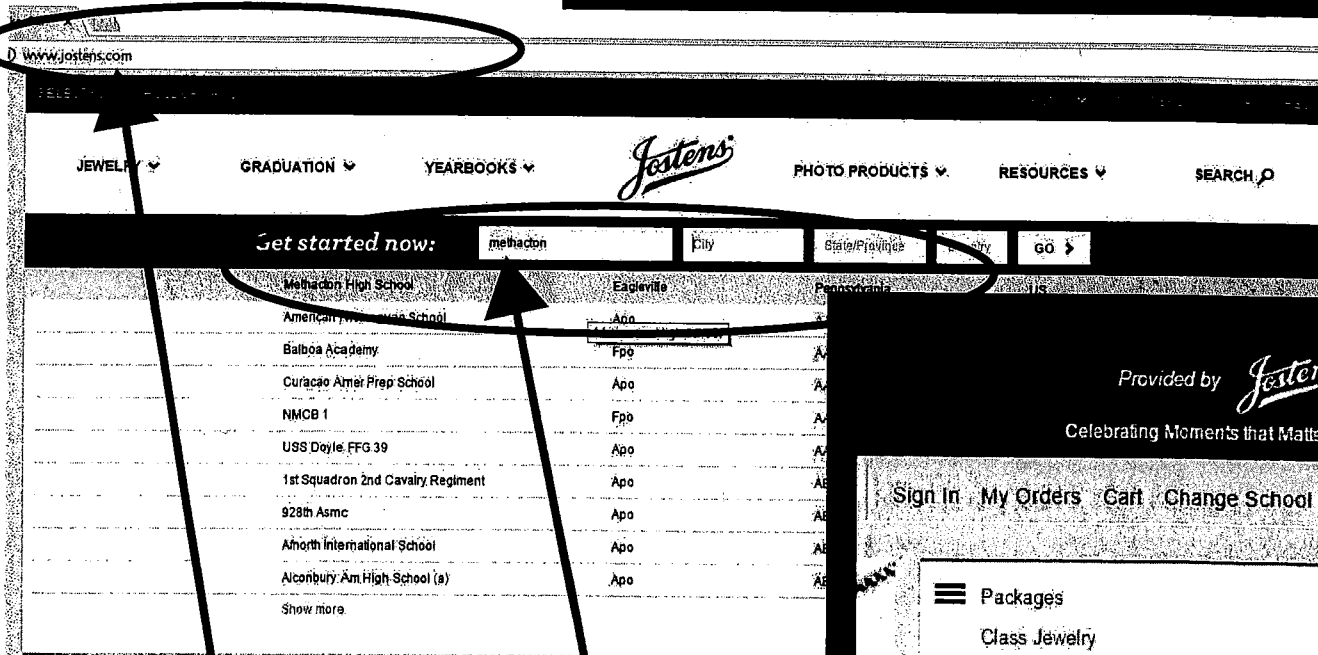 www.jostens.com
JEWELRY GRADUATION YEARBOOKS Jostens PHOTO PRODUCTS RESOURCES SEARCH
Get started now: methacton City State/Province GO
Methacton High School Eagleville Pennsylvania US
American School Apo
Balboa Academy Fpo
Curacao Amer Prep School Apo
NMCB 1 Fpo
USS Doyle FFG 39 Apo
1st Squadron 2nd Cavalry Regiment Apo
928th Asmc Apo
Amorth International School Apo
Alconbury Am High School (a) Apo
Show more
Provided by
Celebrating Moments that
Sign In My Orders Cart Change School
Packages
Class Jewelry